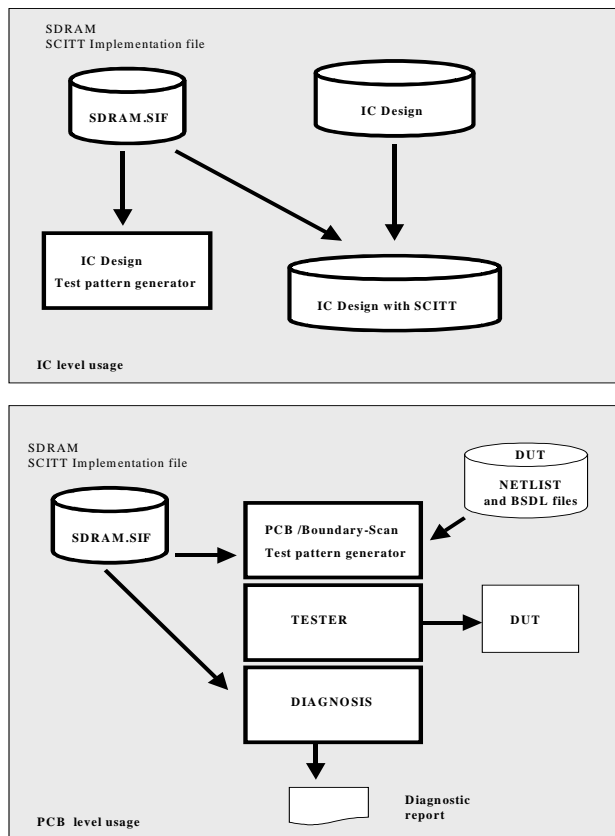 SDRAM
SCITT Implementation file
SDRAM.SIF
IC Design
IC Design
Test pattern generator
IC Design with SCITT
IC level usage
SDRAM
SCITT Implementation file
DUT
NETLIST
and BSDL files
SDRAM.SIF
PCB /Boundary-Scan
Test pattern generator
TESTER
DUT
DIAGNOSIS
Diagnostic
report
PCB level usage